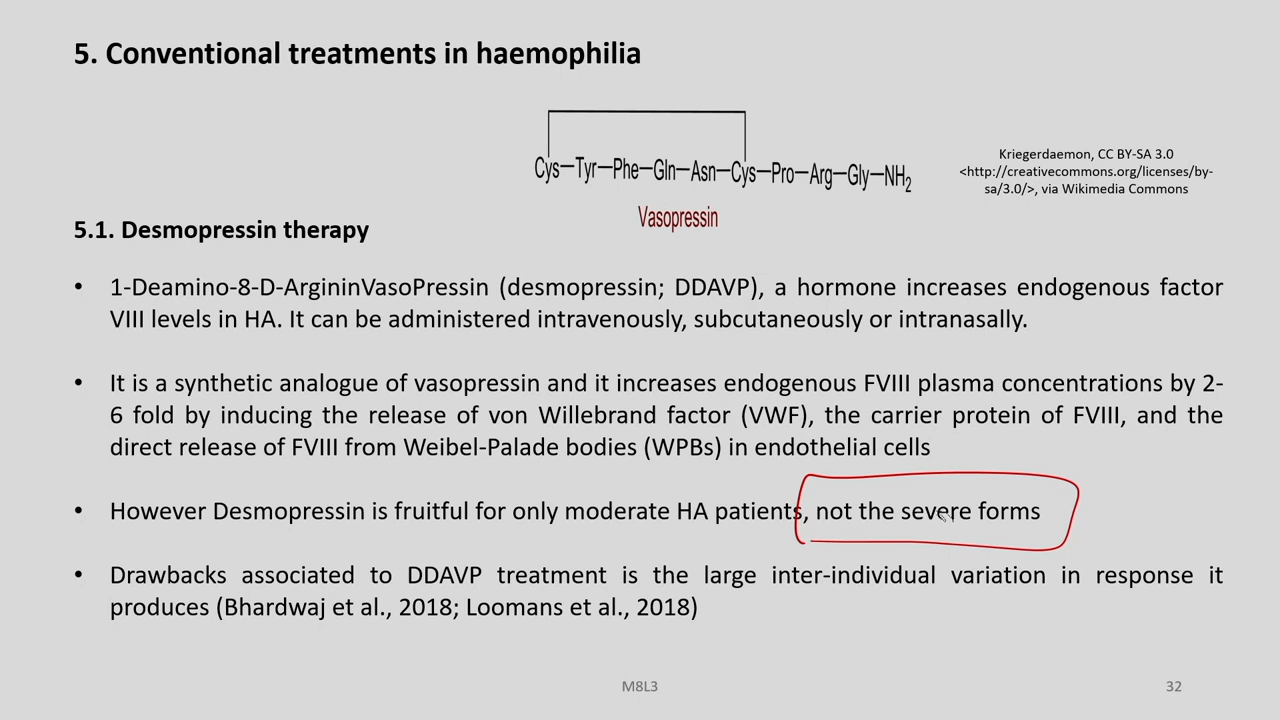 5. Conventional treatments in haemophilia
Cys—Tyr—Phe—Gln—Asn—Cys—Pro—Arg—Gly—NH2
Vasopressin
Kriegerdaemon, CC BY-SA 3.0
<http://creativecommons.org/licenses/by-
sa/3.0/>, via Wikimedia Commons
5.1. Desmopressin therapy
• 1-Deamino-8-D-ArgininVasoPressin (desmopressin; DDAVP), a hormone increases endogenous factor
VIII levels in HA. It can be administered intravenously, subcutaneously or intranasally.
• It is a synthetic analogue of vasopressin and it increases endogenous FVIII plasma concentrations by 2-
6 fold by inducing the release of von Willebrand factor (VWF), the carrier protein of FVIII, and the
direct release of FVIII from Weibel-Palade bodies (WPBs) in endothelial cells
• However Desmopressin is fruitful for only moderate HA patients, not the severe forms
• Drawbacks associated to DDAVP treatment is the large inter-individual variation in response it
produces (Bhardwaj et al., 2018; Loomans et al., 2018)
M8L3
32